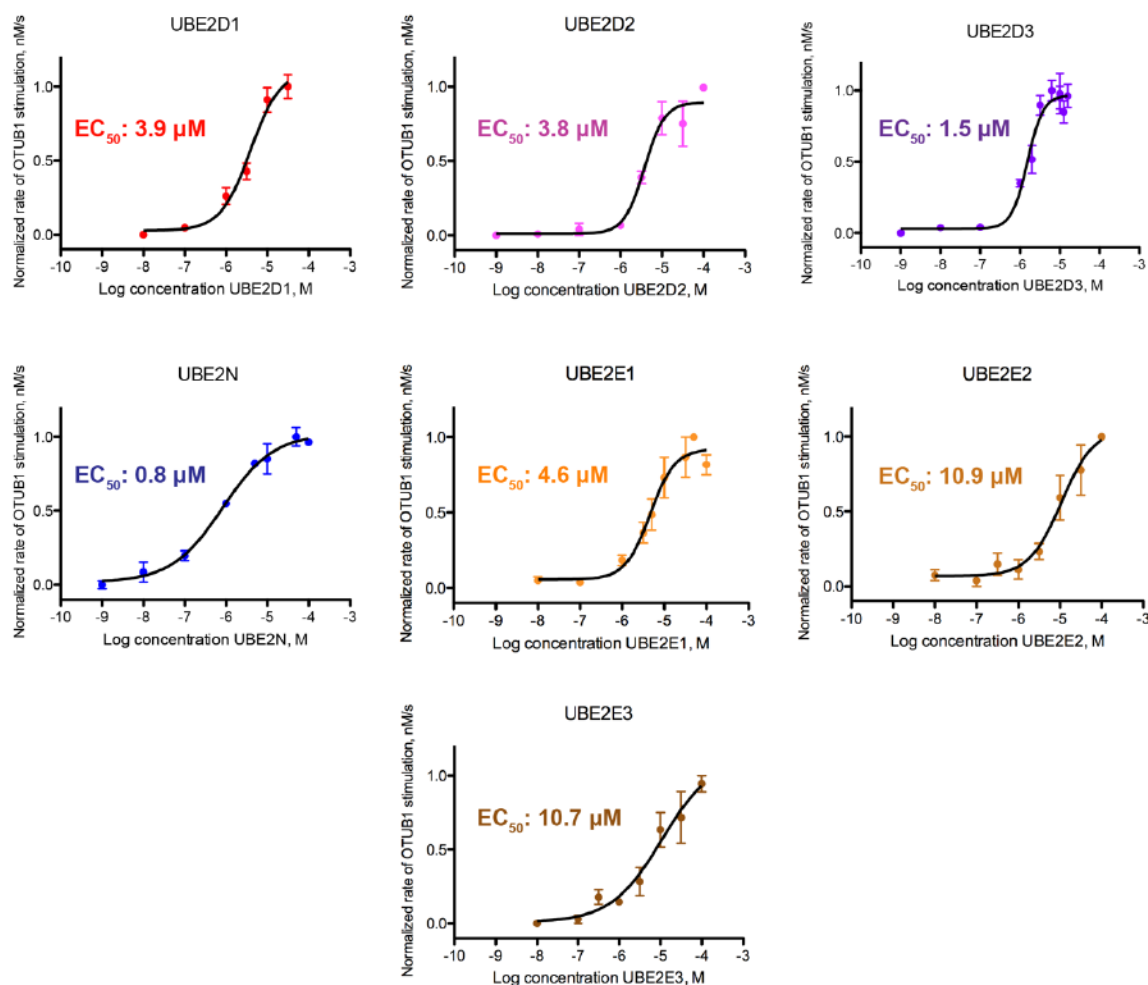 UBE2D1
Normalized rate of OTUB1 stimulation, nM/s
1.0
0.5
0.0
EC50: 3.9 µM
-10 -9 -8 -7 -6 -5 -4 -3
Log concentration UBE2D1, M
UBE2D2
Normalized rate of OTUB1 stimulation, nM/s
1.0
0.5
0.0
EC50: 3.8 µM
-10 -9 -8 -7 -6 -5 -4 -3
Log concentration UBE2D2, M
UBE2D3
Normalized rate of OTUB1 stimulation, nM/s
1.0
0.5
0.0
EC50: 1.5 µM
-10 -9 -8 -7 -6 -5 -4 -3
Log concentration UBE2D3, M
UBE2N
Normalized rate of OTUB1 stimulation, nM/s
1.0
0.5
0.0
EC50: 0.8 µM
-10 -9 -8 -7 -6 -5 -4 -3
Log concentration UBE2N, M
UBE2E1
Normalized rate of OTUB1 stimulation, nM/s
1.0
0.5
0.0
EC50: 4.6 µM
-10 -9 -8 -7 -6 -5 -4 -3
Log concentration UBE2E1, M
UBE2E2
Normalized rate of OTUB1 stimulation, nM/s
1.0
0.5
0.0
EC50: 10.9 µM
-10 -9 -8 -7 -6 -5 -4 -3
Log concentration UBE2E2, M
UBE2E3
Normalized rate of OTUB1 stimulation, nM/s
1.0
0.5
0.0
EC50: 10.7 µM
-10 -9 -8 -7 -6 -5 -4 -3
Log concentration UBE2E3, M